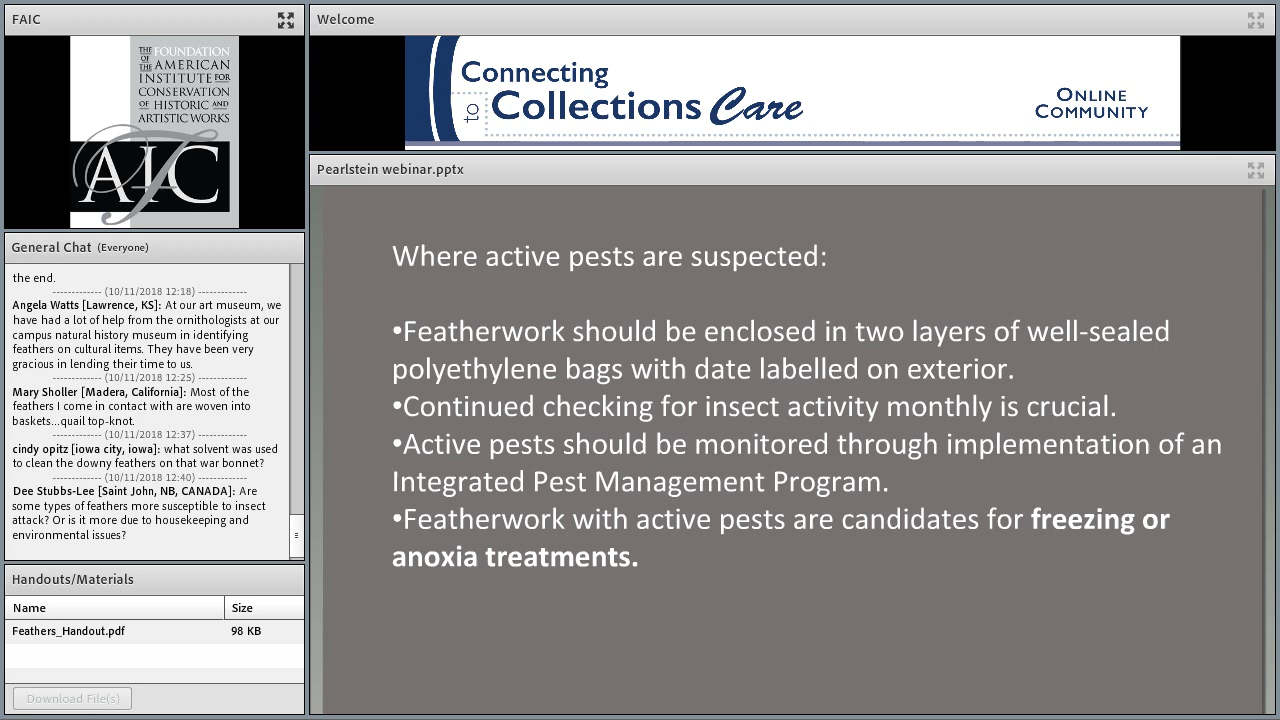 FAIC
THE FOUNDATION
OF THE AMERICAN
INSTITUTE FOR
CONSERVATION
OF HISTORIC AND
ARTISTIC WORKS
AIC
General Chat (Everyone)
the end.
------------- (10/11/2018 12:18) -------------
Angela Watts [Lawrence, KS]: At our art museum, we
have had a lot of help from the ornithologists at our
campus natural history museum in identifying
feathers on cultural items. They have been very
gracious in lending their time to us.
------------- (10/11/2018 12:25) -------------
Mary Sholler [Madera, California]: Most of the
feathers I come in contact with are woven into
baskets...quail top-knot.
------------- (10/11/2018 12:37) -------------
cindy opitz [iowa city, iowa]: what solvent was used
to clean the downy feathers on that war bonnet?
------------- (10/11/2018 12:40) -------------
Dee Stubbs-Lee [Saint John, NB, CANADA]: Are
some types of feathers more susceptible to insect
attack? Or is it more due to housekeeping and
environmental issues?
Handouts/Materials
Name Size
Feathers_Handout.pdf 98 KB
Download File(s)
Welcome
Connecting
to Collections Care
ONLINE
COMMUNITY
Pearlstein webinar.pptx
Where active pests are suspected:
•Featherwork should be enclosed in two layers of well-sealed
polyethylene bags with date labelled on exterior.
•Continued checking for insect activity monthly is crucial.
•Active pests should be monitored through implementation of an
Integrated Pest Management Program.
•Featherwork with active pests are candidates for freezing or
anoxia treatments.